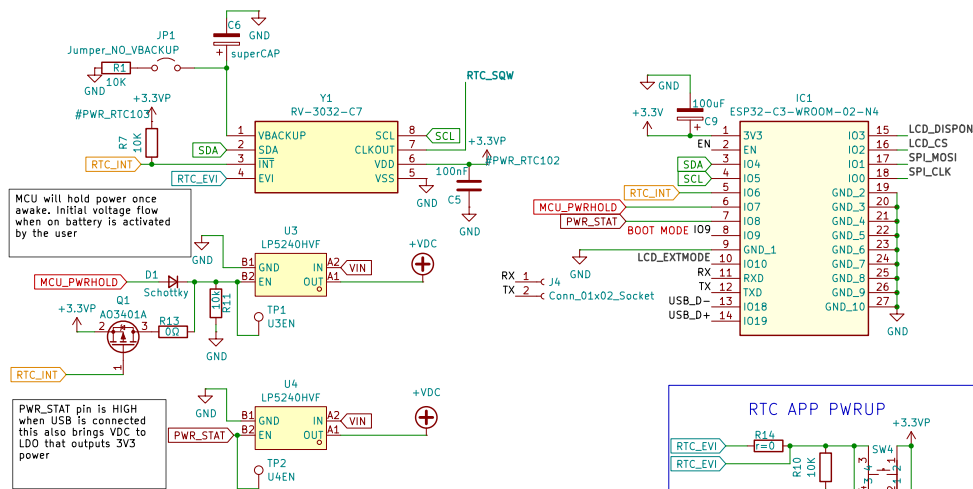 C6
GND
superCAP
JP1
Jumper_NO_VBACKUP
R1
10K
GND
+3.3VP
#PWR_RTC103
R7
10K
RTC_INT
SDA
RTC_EVI
Y1
RV-3032-C7
1 VBACKUP SCL 8
2 SDA CLKOUT 7
3 INT VDD 6
4 EVI VSS 5
SCL
RTC_SQW
+3.3VP
#PWR_RTC102
100nF
C5
GND
GND
MCU will hold power once
awake. Initial voltage flow
when on battery is activated
by the user
U3
LP5240HVF
GND
B1 GND IN A2
B2 EN OUT A1
VIN
+VDC
MCU_PWRHOLD
D1
Schottky
Q1
AO3401A
+3.3VP
2
3
1
R13
0Ω
10k
R11
GND
TP1
U3EN
RTC_INT
PWR_STAT pin is HIGH
when USB is connected
this also brings VDC to
LDO that outputs 3V3
power
U4
LP5240HVF
GND
B1 GND IN A2
B2 EN OUT A1
VIN
+VDC
PWR_STAT
TP2
U4EN
RX 1
TX 2
J4
Conn_01x02_Socket
GND
100uF
C9
+3.3V
IC1
ESP32-C3-WROOM-02-N4
1 3V3 IO3 15 LCD_DISPON
EN 2 EN IO2 16 LCD_CS
SDA 3 IO4 IO1 17 SPI_MOSI
SCL 4 IO5 IO0 18 SPI_CLK
RTC_INT 5 IO6 GND_2 19
MCU_PWRHOLD 6 IO7 GND_3 20
PWR_STAT 7 IO8 GND_4 21
BOOT MODE IO9 8 IO9 GND_5 22
9 GND_1 GND_6 23
LCD_EXTMODE 10 IO10 GND_7 24
RX 11 RXD GND_8 25
TX 12 TXD GND_9 26
USB_D- 13 IO18 GND_10 27
USB_D+ 14 IO19
GND
GND
RTC APP PWRUP
RTC_EVI
RTC_EVI
R14
r=0
R10
10K
SW4
+3.3VP
3
4
1
2